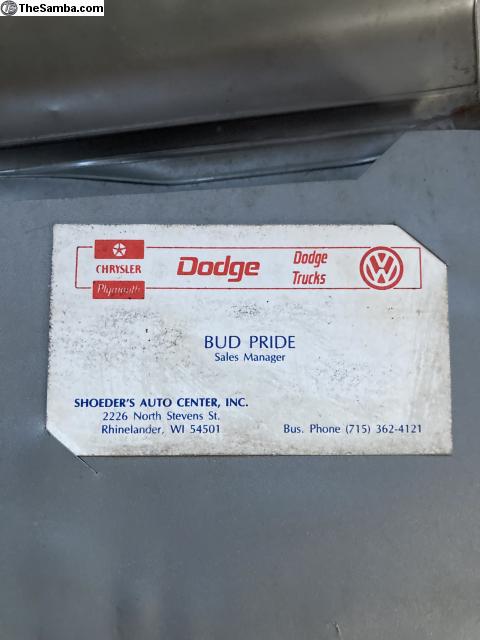 TheSamba.com
CHRYSLER
Plymouth
Dodge
Dodge
Trucks
BUD PRIDE
Sales Manager
SHOEDER'S AUTO CENTER, INC.
2226 North Stevens St.
Rhinelander, WI 54501
Bus. Phone (715) 362-4121